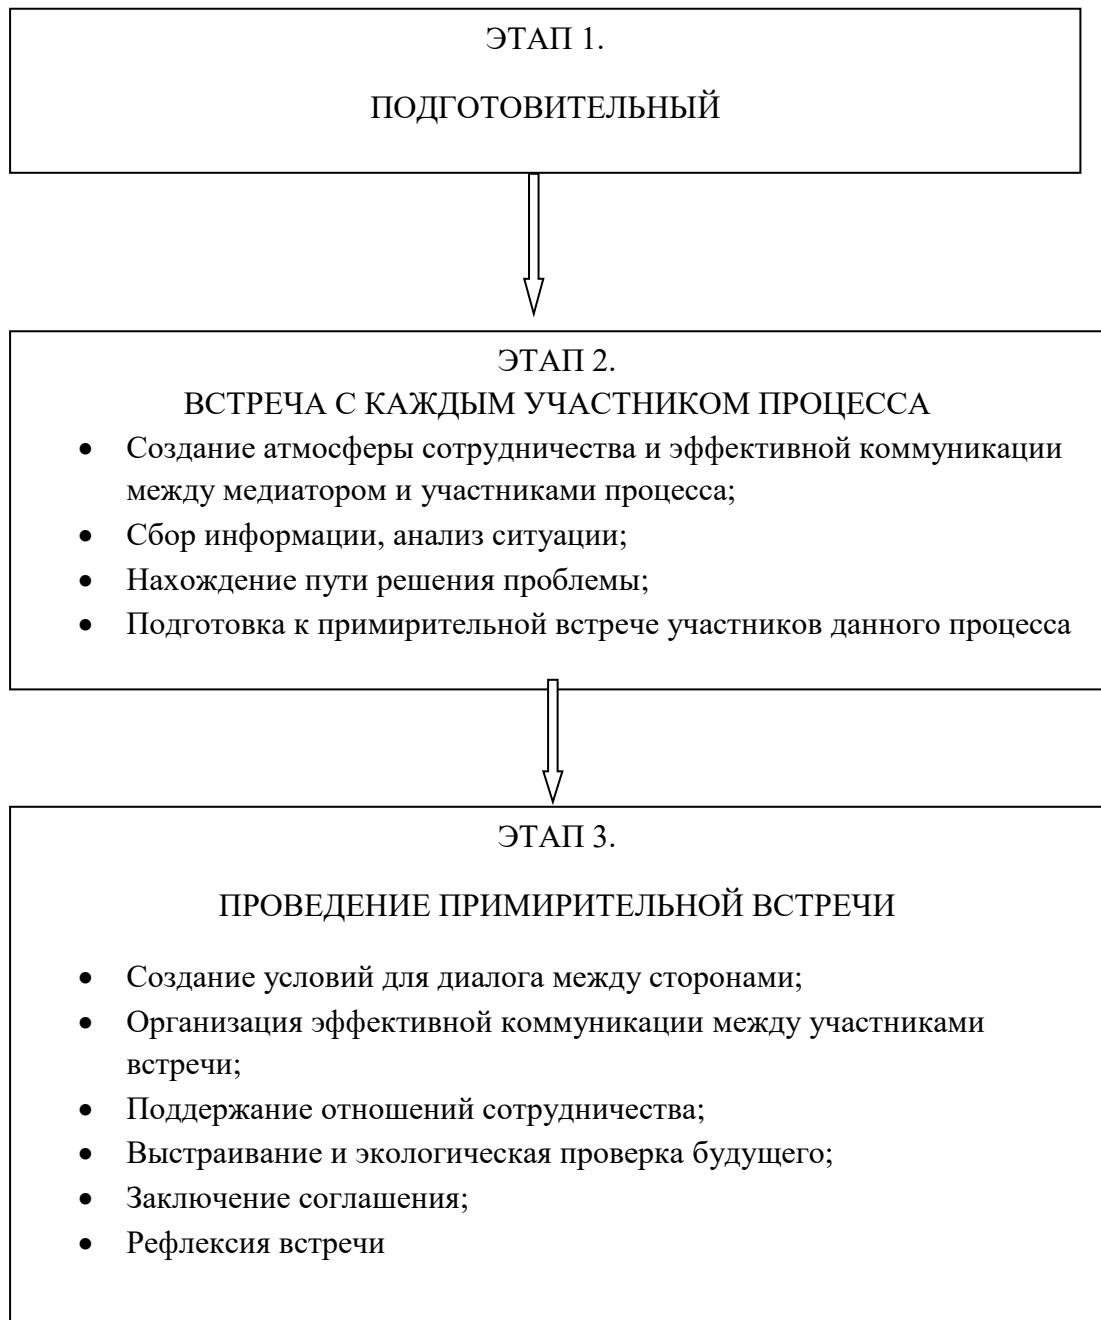 ЭТАП 1.
ПОДГОТОВИТЕЛЬНЫЙ
ЭТАП 2.
ВСТРЕЧА С КАЖДЫМ УЧАСТНИКОМ ПРОЦЕССА
• Создание атмосферы сотрудничества и эффективной коммуникации
между медиатором и участниками процесса;
• Сбор информации, анализ ситуации;
• Нахождение пути решения проблемы;
• Подготовка к примирительной встрече участников данного процесса
ЭТАП 3.
ПРОВЕДЕНИЕ ПРИМИРИТЕЛЬНОЙ ВСТРЕЧИ
• Создание условий для диалога между сторонами;
• Организация эффективной коммуникации между участниками
встречи;
• Поддержание отношений сотрудничества;
• Выстраивание и экологическая проверка будущего;
• Заключение соглашения;
• Рефлексия встречи